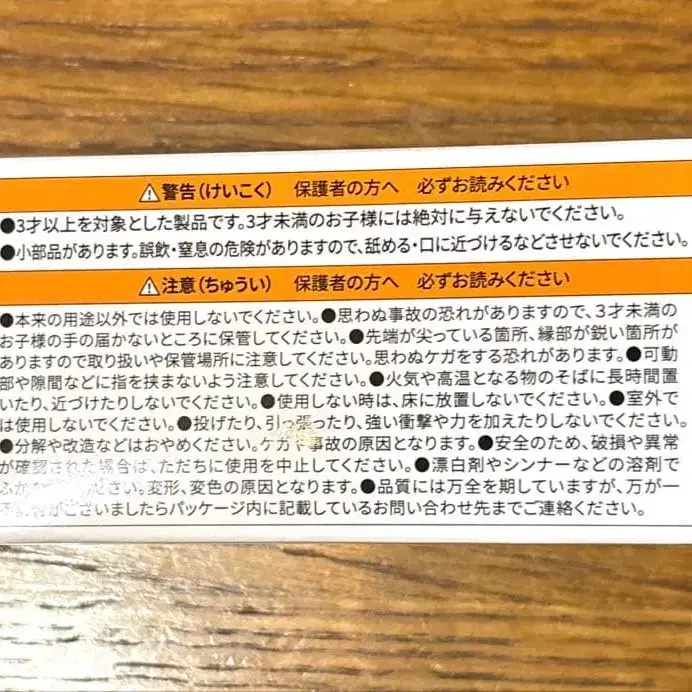 ⚠警告(けいこく) 保護者の方へ 必ずお読みください
●3才以上を対象とした製品です。3才未満のお子様には絶対に与えないでください。
●小部品があります。誤飲・窒息の危険がありますので、舐める・口に近づけるなどさせないでください。
⚠注意(ちゅうい) 保護者の方へ 必ずお読みください
●本来の用途以外では使用しないでください。●思わぬ事故の恐れがありますので、3才未満の
お子様の手の届かないところに保管してください。●先端が尖っている箇所、縁部が鋭い箇所が
ありますので取り扱いや保管場所に注意してください。思わぬケガをする恐れがあります。●可動
部や隙間などに指を挟まないよう注意してください。●火気や高温となる物のそばに長時間置
いたり、近づけたりしないでください。●使用しない時は、床に放置しないでください。●室外で
は使用しないでください。●投げたり、引っ張ったり、強い衝撃や力を加えたりしないでください。
●分解や改造などはおやめください。ケガや事故の原因となります。●安全のため、破損や異常
が確認された場合は、ただちに使用を中止してください。●漂白剤やシンナーなどの溶剤で
ふか ください。変形、変色の原因となります。●品質には万全を期していますが、万が一
ございましたらパッケージ内に記載しているお問い合わせ先までご連絡ください。